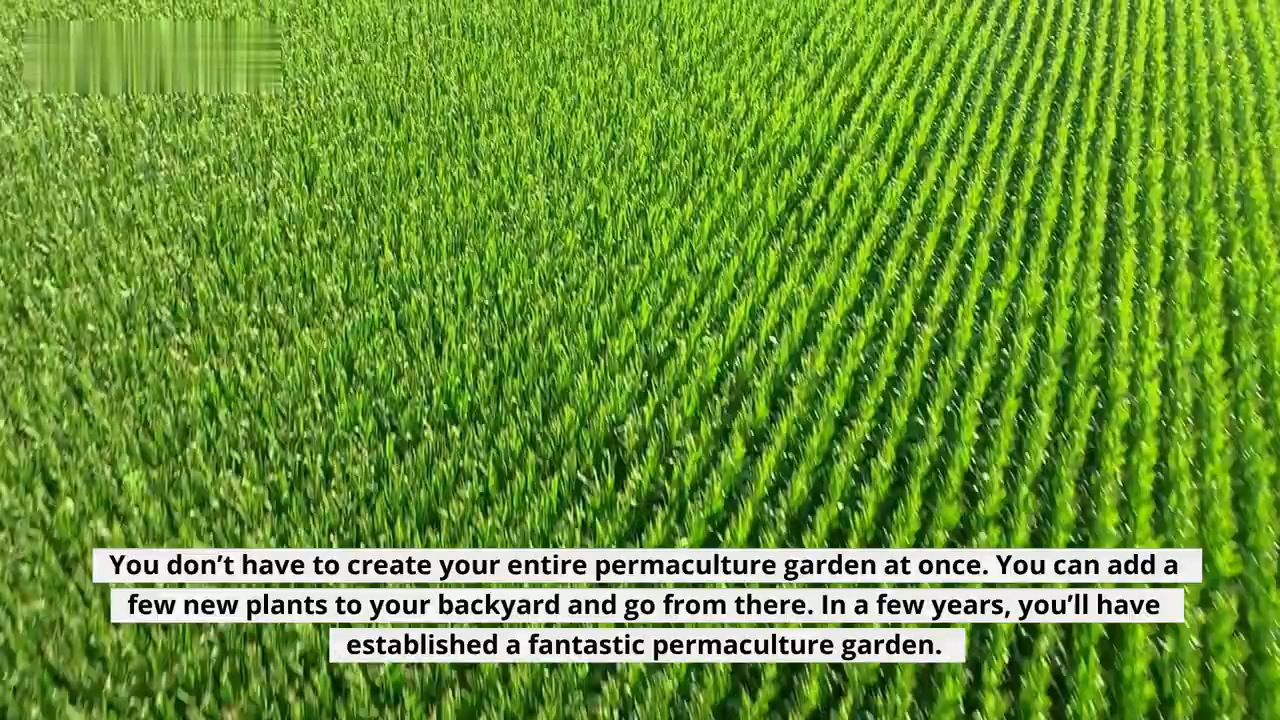 You don’t have to create your entire permaculture garden at once. You can add a
few new plants to your backyard and go from there. In a few years, you’ll have
established a fantastic permaculture garden.